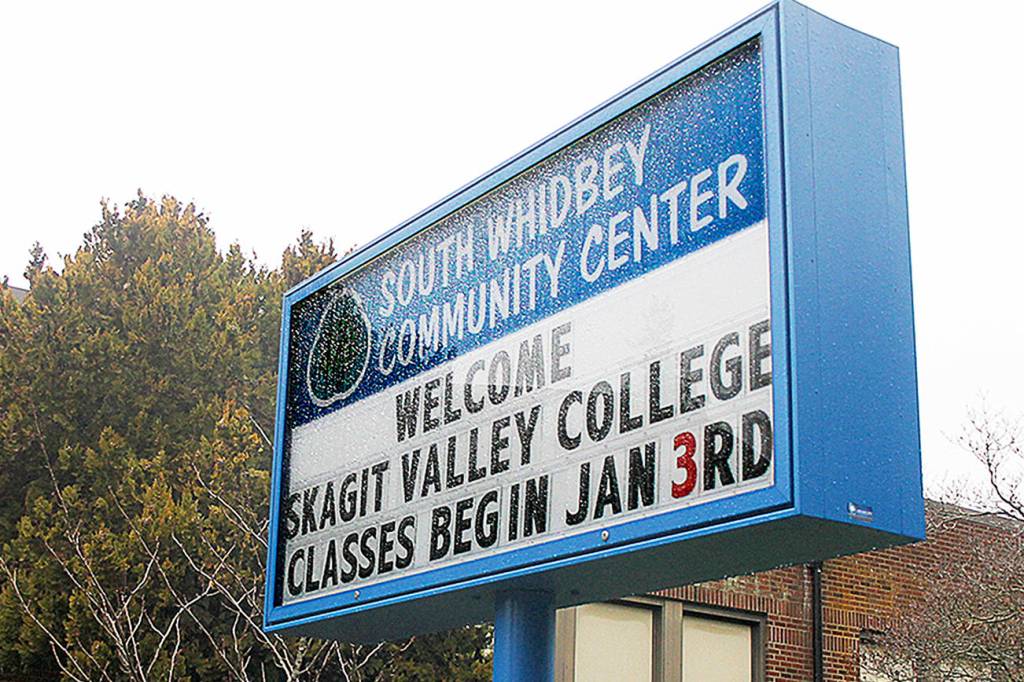 SOUTH WHIDBEY
COMMUNITY CENTER
WELCOME
SKAGIT VALLEY COLLEGE
CLASSES BEGIN JAN 3RD